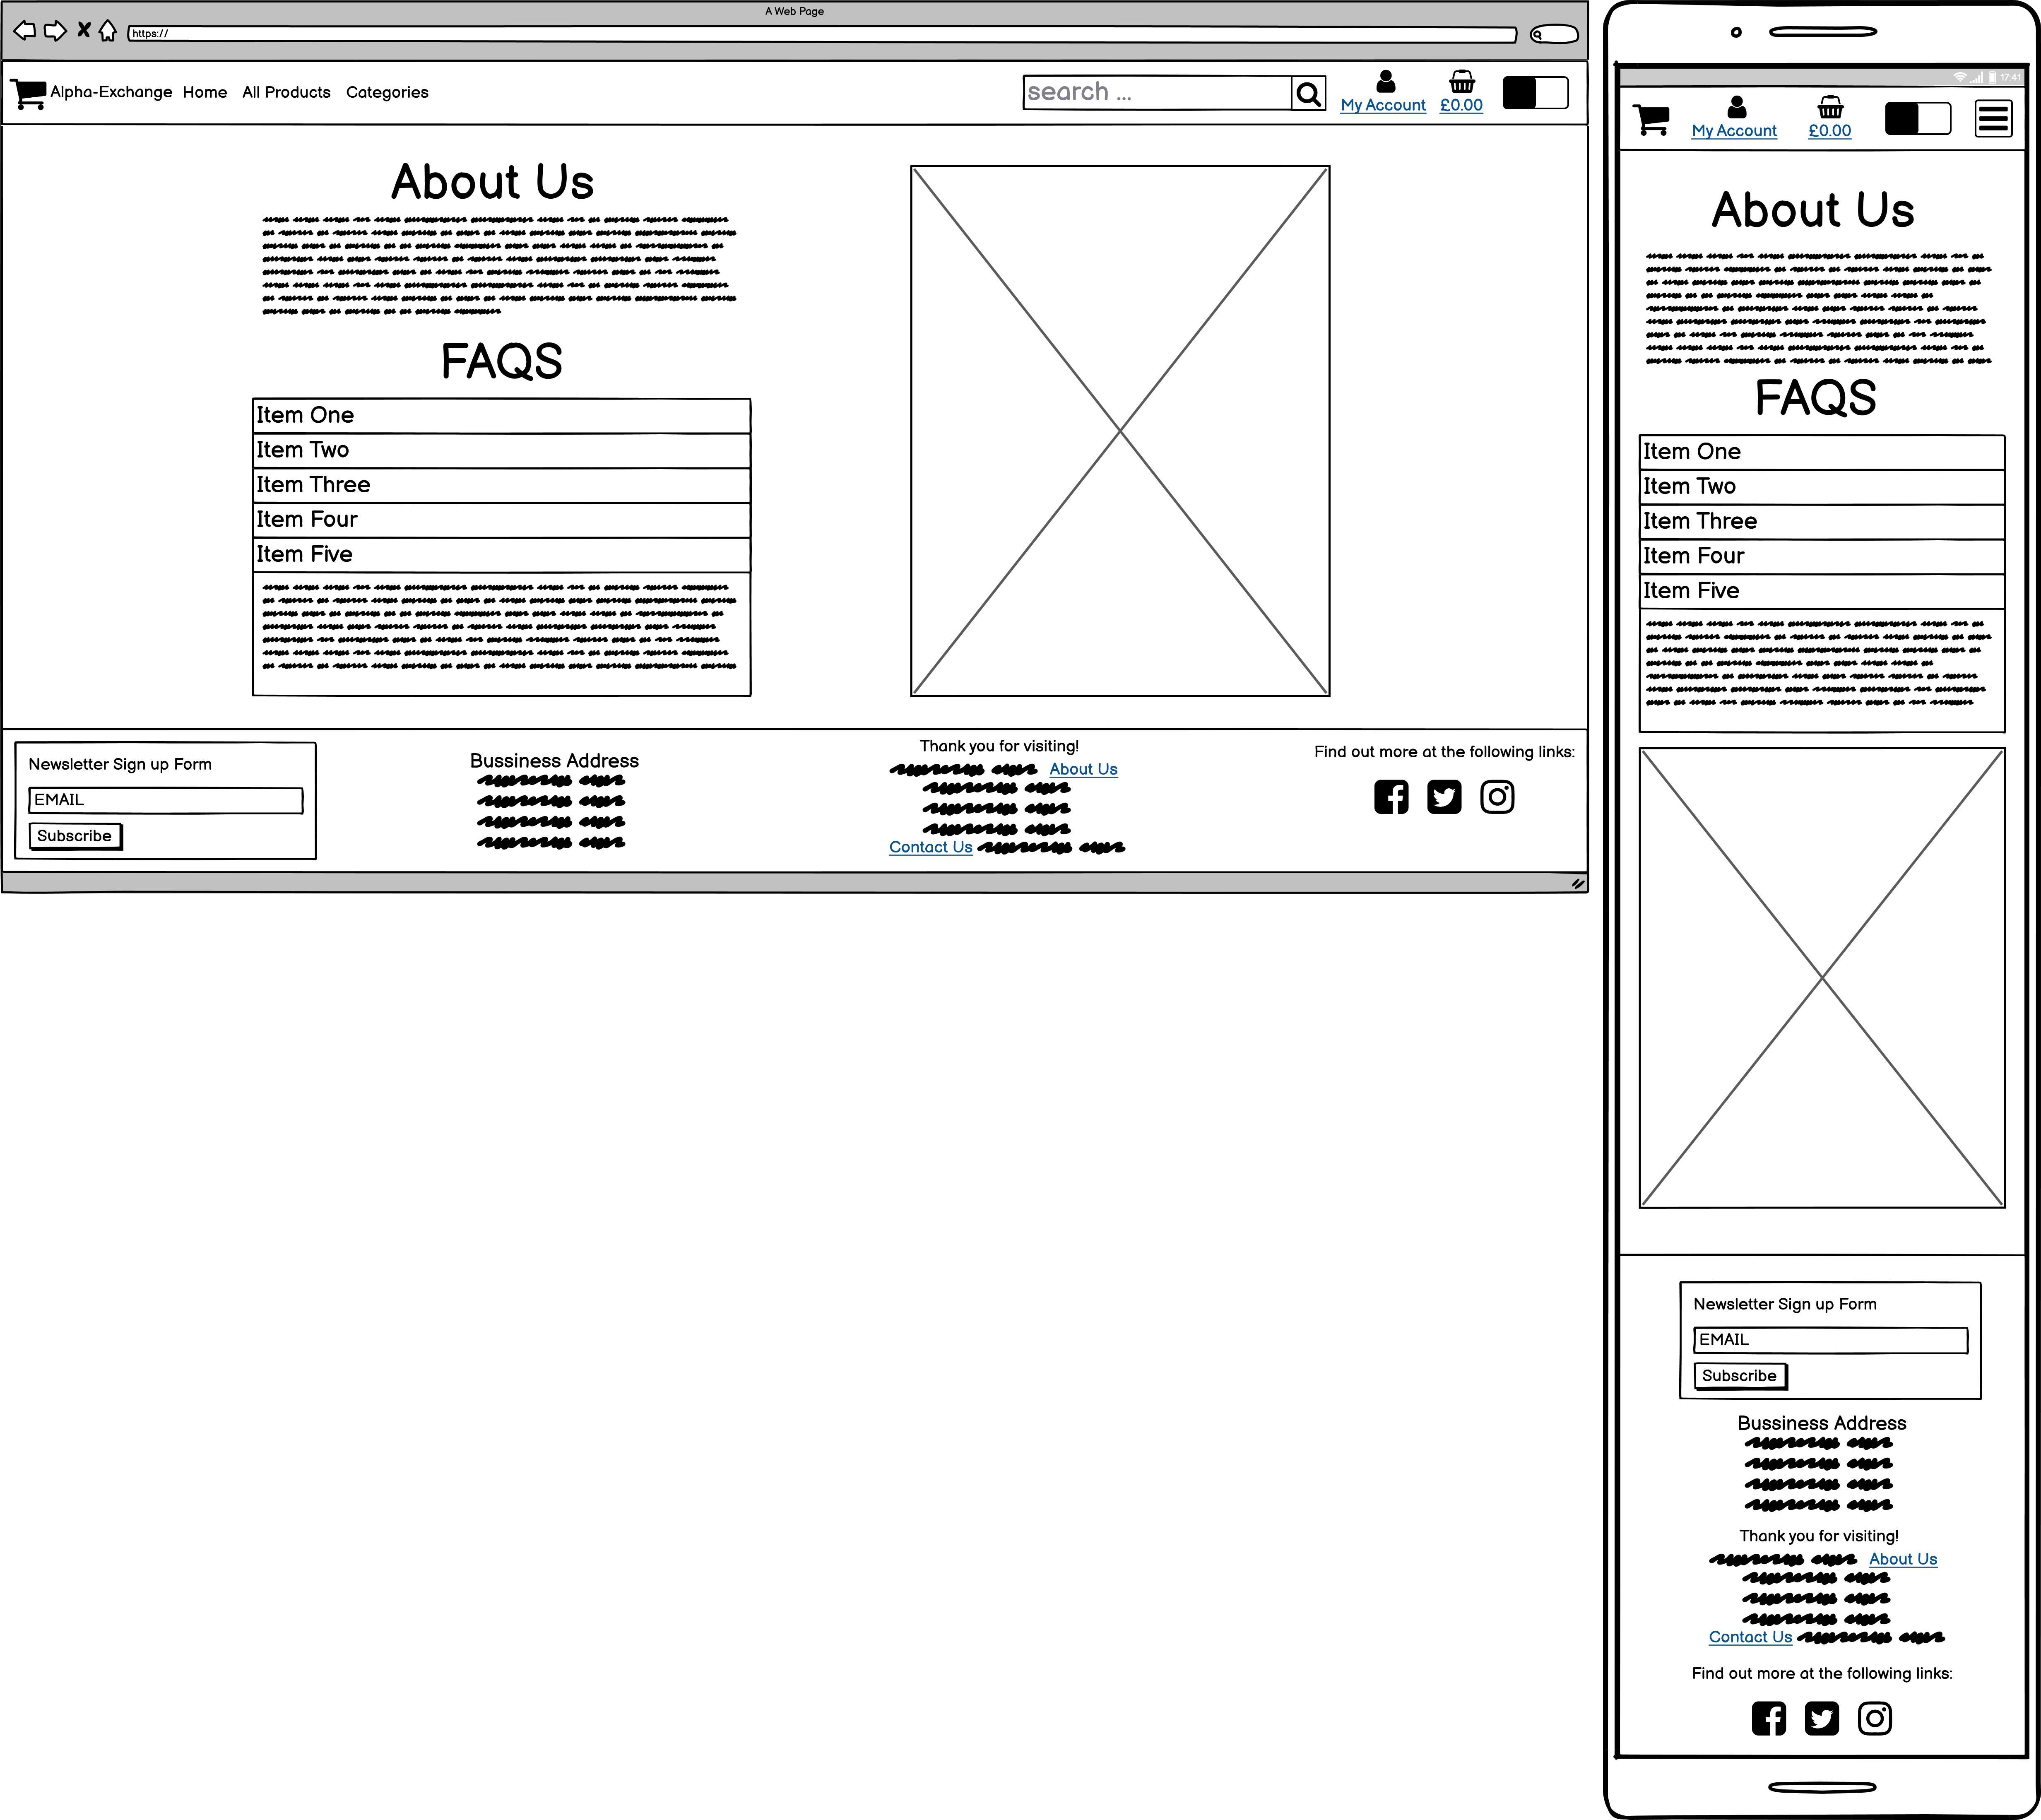 A Web Page
https://
Alpha-Exchange Home All Products Categories search ... My Account £0.00
About Us
FAQS
Item One
Item Two
Item Three
Item Four
Item Five
Newsletter Sign up Form
EMAIL
Subscribe
Bussiness Address
Thank you for visiting!
About Us
Contact Us
Find out more at the following links:
17:41
My Account £0.00
About Us
FAQS
Item One
Item Two
Item Three
Item Four
Item Five
Newsletter Sign up Form
EMAIL
Subscribe
Bussiness Address
Thank you for visiting!
About Us
Contact Us
Find out more at the following links: